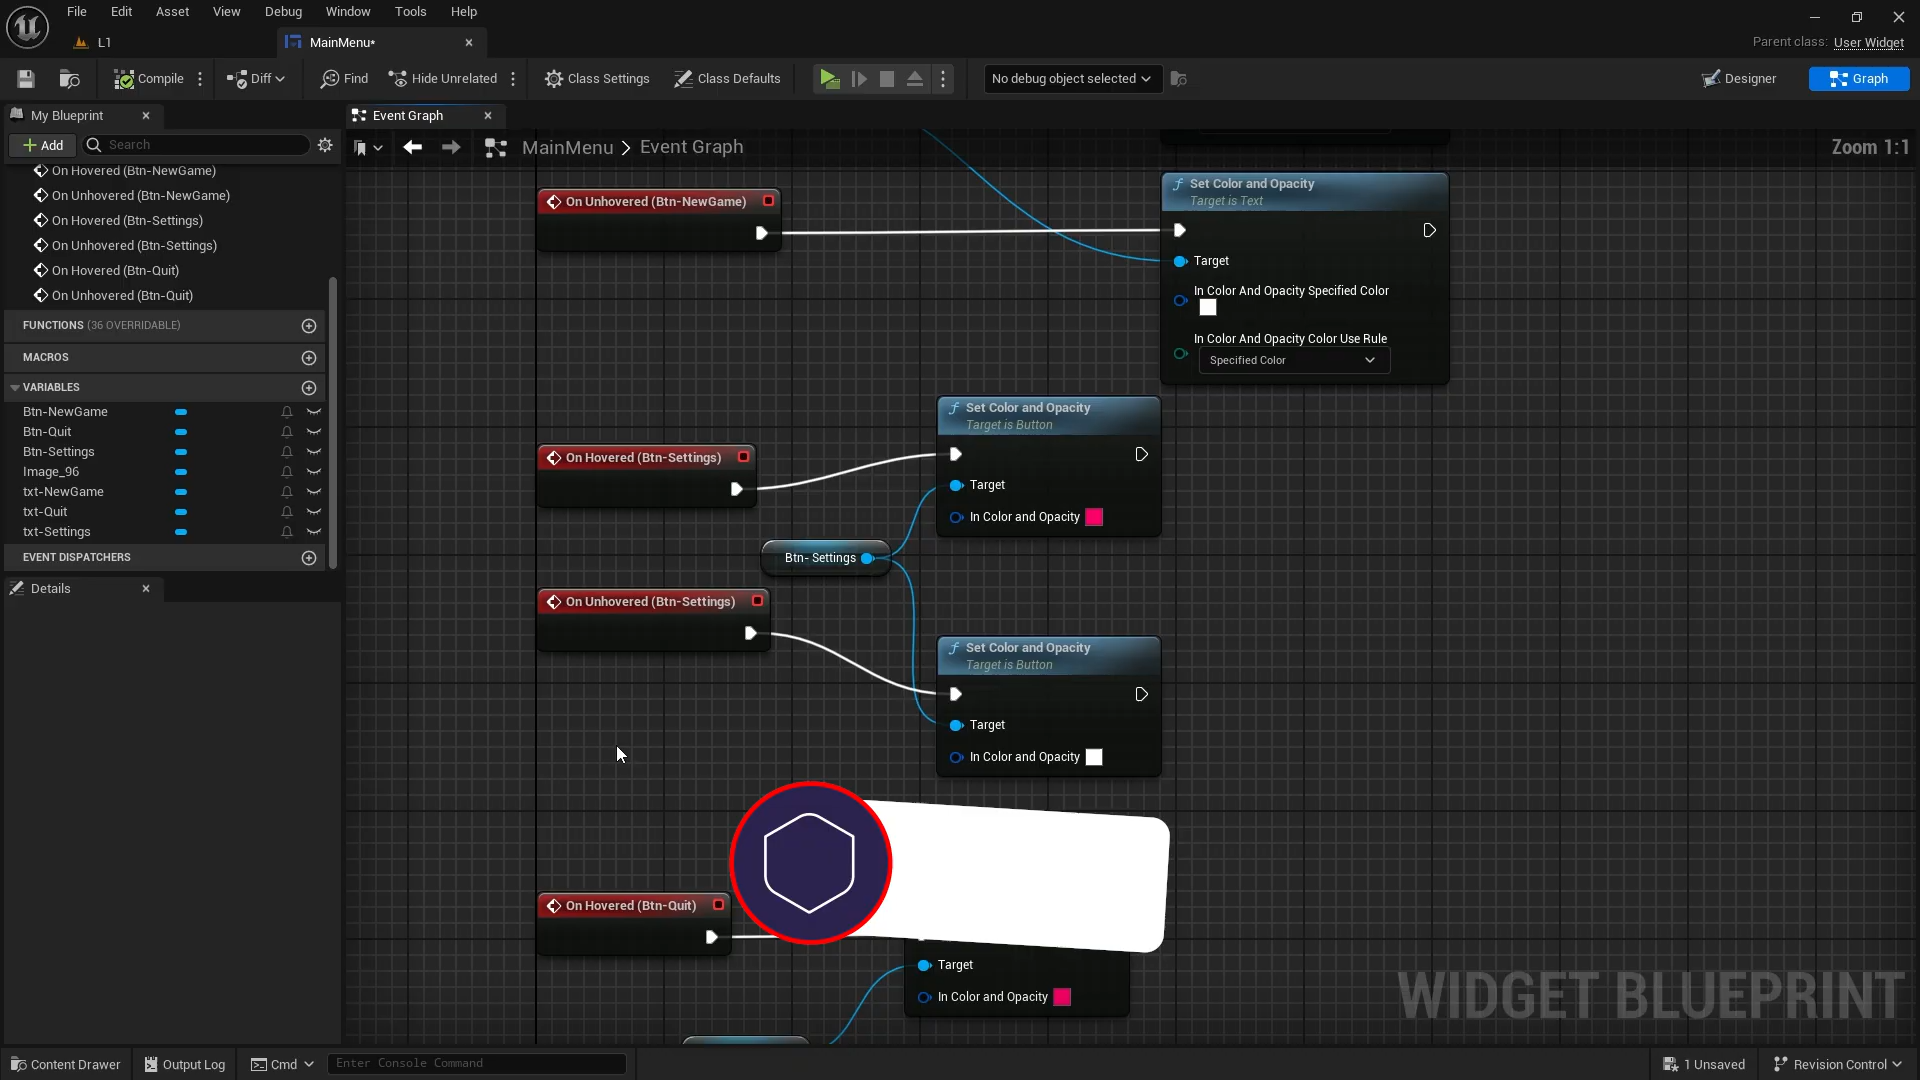 File Edit Asset View Debug Window Tools Help
L1
MainMenu*
Parent class: User Widget
Compile
Diff
Find
Hide Unrelated
Class Settings
Class Defaults
No debug object selected
Designer
Graph
My Blueprint
Event Graph
Add
Search
MainMenu > Event Graph
Zoom 1:1
On Hovered (Btn-NewGame)
On Unhovered (Btn-NewGame)
On Hovered (Btn-Settings)
On Unhovered (Btn-Settings)
On Hovered (Btn-Quit)
On Unhovered (Btn-Quit)
FUNCTIONS (36 OVERRIDABLE)
MACROS
VARIABLES
Btn-NewGame
Btn-Quit
Btn-Settings
Image_96
txt-NewGame
txt-Quit
txt-Settings
EVENT DISPATCHERS
Details
On Unhovered (Btn-NewGame)
Set Color and Opacity
Target is Text
Target
In Color And Opacity Specified Color
In Color And Opacity Color Use Rule
Specified Color
On Hovered (Btn-Settings)
Set Color and Opacity
Target is Button
Target
In Color and Opacity
Btn- Settings
On Unhovered (Btn-Settings)
Set Color and Opacity
Target is Button
Target
In Color and Opacity
On Hovered (Btn-Quit)
Target
In Color and Opacity
WIDGET BLUEPRINT
Content Drawer
Output Log
Cmd
Enter Console Command
1 Unsaved
Revision Control